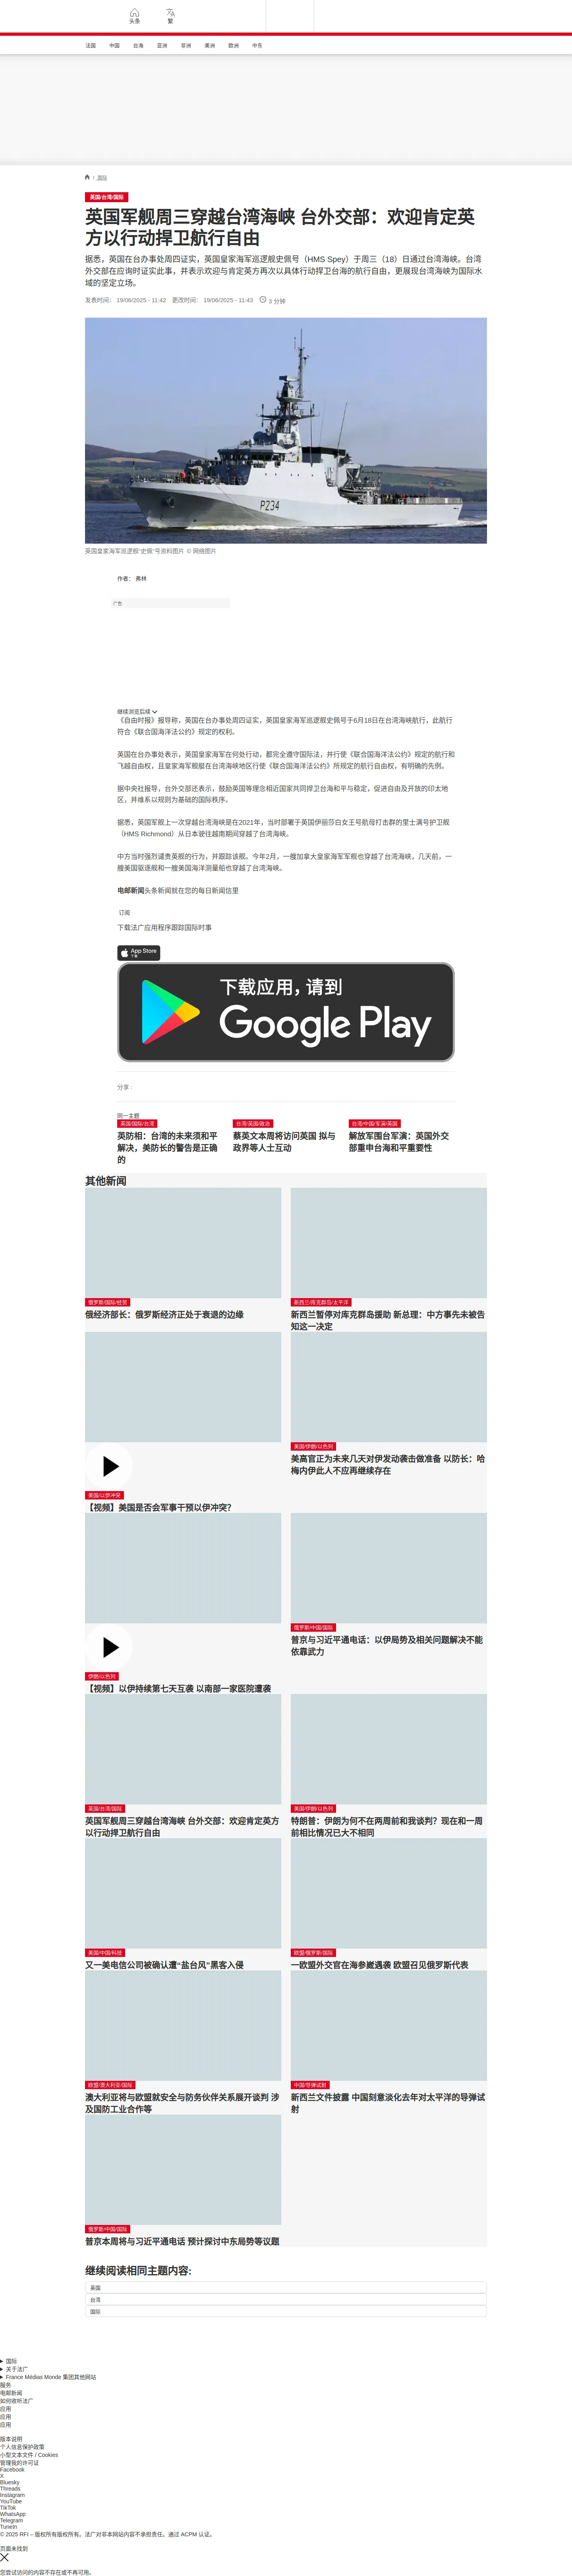 头条
繁
法国
中国
台海
亚洲
非洲
美洲
欧洲
中东
/ 国际
英国/台湾/国际
英国军舰周三穿越台湾海峡 台外交部：欢迎肯定英
方以行动捍卫航行自由
据悉，英国在台办事处周四证实，英国皇家海军巡逻舰史佩号（HMS Spey）于周三（18）日通过台湾海峡。台湾
外交部在应询时证实此事，并表示欢迎与肯定英方再次以具体行动捍卫台海的航行自由，更展现台湾海峡为国际水
域的坚定立场。
发表时间： 19/06/2025 - 11:42 更改时间： 19/06/2025 - 11:43 3 分钟
P234
英国皇家海军巡逻舰“史佩”号资料图片 © 网络图片
作者： 弗林
广告
继续浏览后续
《自由时报》报导称，英国在台办事处周四证实，英国皇家海军巡逻舰史佩号于6月18日在台湾海峡航行，此航行
符合《联合国海洋法公约》规定的权利。
英国在台办事处表示，英国皇家海军在何处行动，都完全遵守国际法，并行使《联合国海洋法公约》规定的航行和
飞越自由权，且皇家海军舰艇在台湾海峡地区行使《联合国海洋法公约》所规定的航行自由权，有明确的先例。
据中央社报导，台外交部还表示，鼓励英国等理念相近国家共同捍卫台海和平与稳定，促进自由及开放的印太地
区，并维系以规则为基础的国际秩序。
据悉，英国军舰上一次穿越台湾海峡是在2021年，当时部署于英国伊丽莎白女王号航母打击群的里士满号护卫舰
（HMS Richmond）从日本驶往越南期间穿越了台湾海峡。
中方当时强烈谴责英舰的行为，并跟踪该舰。今年2月，一艘加拿大皇家海军军舰也穿越了台湾海峡，几天前，一
艘美国驱逐舰和一艘美国海洋测量船也穿越了台湾海峡。
电邮新闻头条新闻就在您的每日新闻信里
订阅
下载法广应用程序跟踪国际时事
App Store
下载
下载应用，请到
Google Play
分享 :
同一主题
英国/国际/台湾
英防相：台湾的未来须和平
解决，美防长的警告是正确
的
台湾/英国/政治
蔡英文本周将访问英国 拟与
政界等人士互动
台湾/中国/军演/英国
解放军围台军演：英国外交
部重申台海和平重要性
其他新闻
俄罗斯/国际/经贸
俄经济部长：俄罗斯经济正处于衰退的边缘
新西兰/库克群岛/太平洋
新西兰暂停对库克群岛援助 新总理：中方事先未被告
知这一决定
美国/以伊冲突
【视频】美国是否会军事干预以伊冲突？
美国/伊朗/以色列
美高官正为未来几天对伊发动袭击做准备 以防长：哈
梅内伊此人不应再继续存在
伊朗/以色列
【视频】以伊持续第七天互袭 以南部一家医院遭袭
俄罗斯/中国/国际
普京与习近平通电话：以伊局势及相关问题解决不能
依靠武力
英国/台湾/国际
英国军舰周三穿越台湾海峡 台外交部：欢迎肯定英方
以行动捍卫航行自由
美国/伊朗/以色列
特朗普：伊朗为何不在两周前和我谈判？现在和一周
前相比情况已大不相同
美国/中国/科技
又一美电信公司被确认遭“盐台风”黑客入侵
欧盟/俄罗斯/国际
一欧盟外交官在海参崴遇袭 欧盟召见俄罗斯代表
欧盟/澳大利亚/国际
澳大利亚将与欧盟就安全与防务伙伴关系展开谈判 涉
及国防工业合作等
中国/导弹试射
新西兰文件披露 中国刻意淡化去年对太平洋的导弹试
射
俄罗斯/中国/国际
普京本周将与习近平通电话 预计探讨中东局势等议题
继续阅读相同主题内容:
英国
台湾
国际
国际
关于法广
France Médias Monde 集团其他网站
服务
电邮新闻
如何收听法广
应用
应用
应用
版本说明
个人信息保护政策
小型文本文件 / Cookies
管理我的许可证
Facebook
X
Bluesky
Threads
Instagram
YouTube
TikTok
WhatsApp
Telegram
TuneIn
© 2025 RFI – 版权所有版权所有。法广对非本网站内容不承担责任。通过 ACPM 认证。
页面未找到
您尝试访问的内容不存在或不再可用。